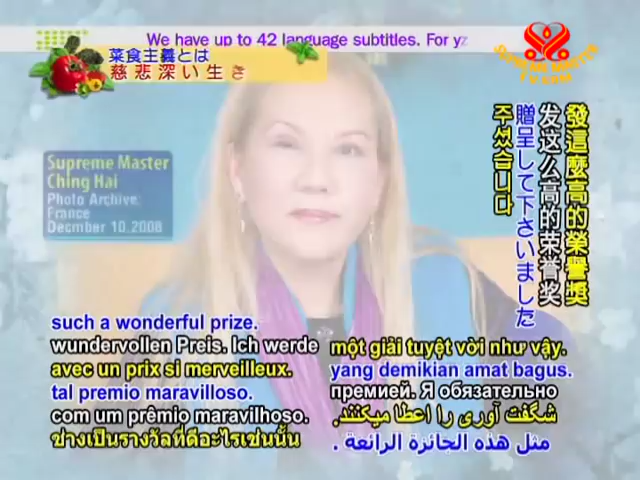 We have up to 42 language subtitles. For yz
菜食主義とは
慈悲深い生き
SUPREME MASTER
TV.COM
Supreme Master
Ching Hai
Photo Archive,
France
Decmber 10,2008
發這麼高的榮譽獎
发这么高的荣誉奖
贈呈して下さいました
주셨습니다
such a wonderful prize.
wundervollen Preis. Ich werde
avec un prix si merveilleux.
tal premio maravilloso.
com um prêmio maravilhoso.
ช่างเป็นรางวัลที่ดีอะไรเช่นนั้น
một giải tuyệt vời như vậy.
yang demikian amat bagus.
премией. Я обязательно
شگفت آوری را اعطا میکنند.
مثل هذه الجائزة الرائعة .